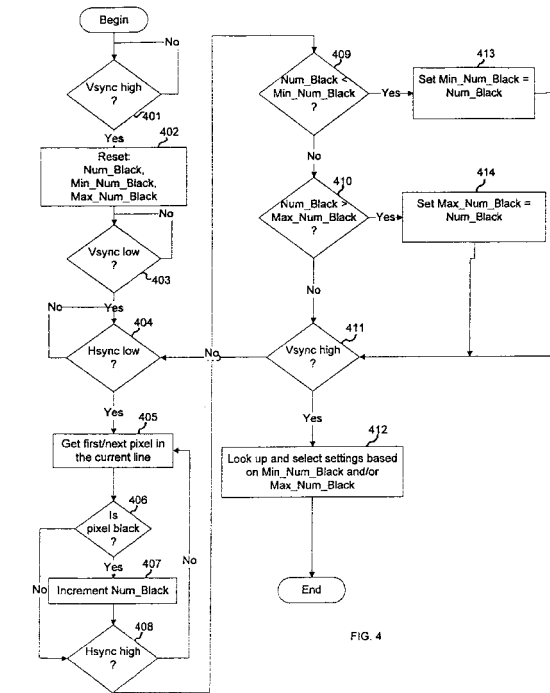 Begin
No
Vsync high
?
401
Yes
402
Reset:
Num_Black,
Min_Num_Black,
Max_Num_Black
No
Vsync low
?
403
No
Yes
404
Hsync low
?
Yes
405
Get first/next pixel in
the current line
406
Is
pixel black
?
Yes
407
No
No
Increment Num_Black
408
Hsync high
?
409
Num_Black <
Min_Num_Black
?
Yes
413
Set Min_Num_Black =
Num_Black
No
410
Num_Black >
Max_Num_Black
?
Yes
414
Set Max_Num_Black =
Num_Black
No
411
Vsync high
?
No
Yes
412
Look up and select settings based
on Min_Num_Black and/or
Max_Num_Black
End
FIG. 4